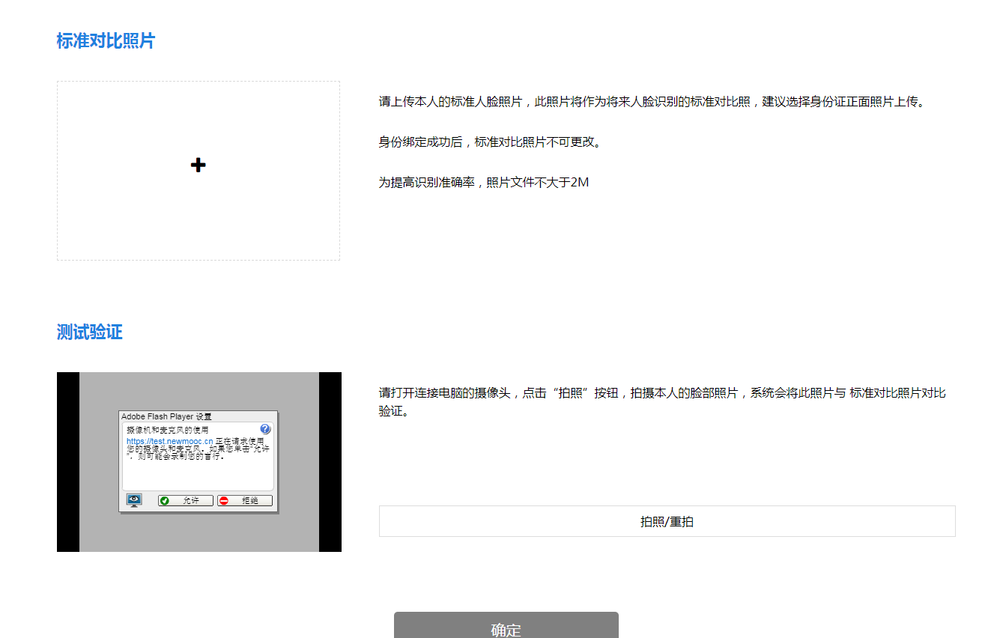 标准对比照片
请上传本人的标准人脸照片，此照片将作为将来人脸识别的标准对比照，建议选择身份证正面照片上传。
身份绑定成功后，标准对比照片不可更改。
为提高识别准确率，照片文件不大于2M
测试验证
请打开连接电脑的摄像头，点击“拍照”按钮，拍摄本人的脸部照片，系统会将此照片与 标准对比照片对比
验证。
Adobe Flash Player 设置
摄像机和麦克风的使用
https://test.newmooc.cn 正在请求使用
您的摄像头和麦克风。如果您单击“允许
”，则可能会录制您的言行。
允许
拒绝
拍照/重拍
确定